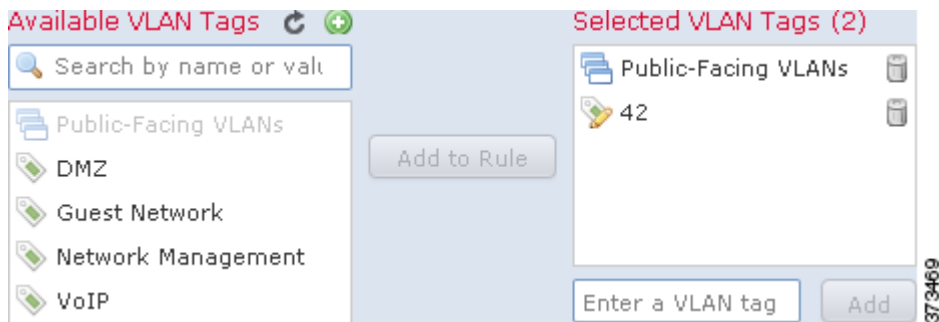 Available VLAN Tags
Search by name or valu
Public-Facing VLANs
DMZ
Guest Network
Network Management
VoIP
Add to Rule
Selected VLAN Tags (2)
Public-Facing VLANs
42
Enter a VLAN tag
Add
373469